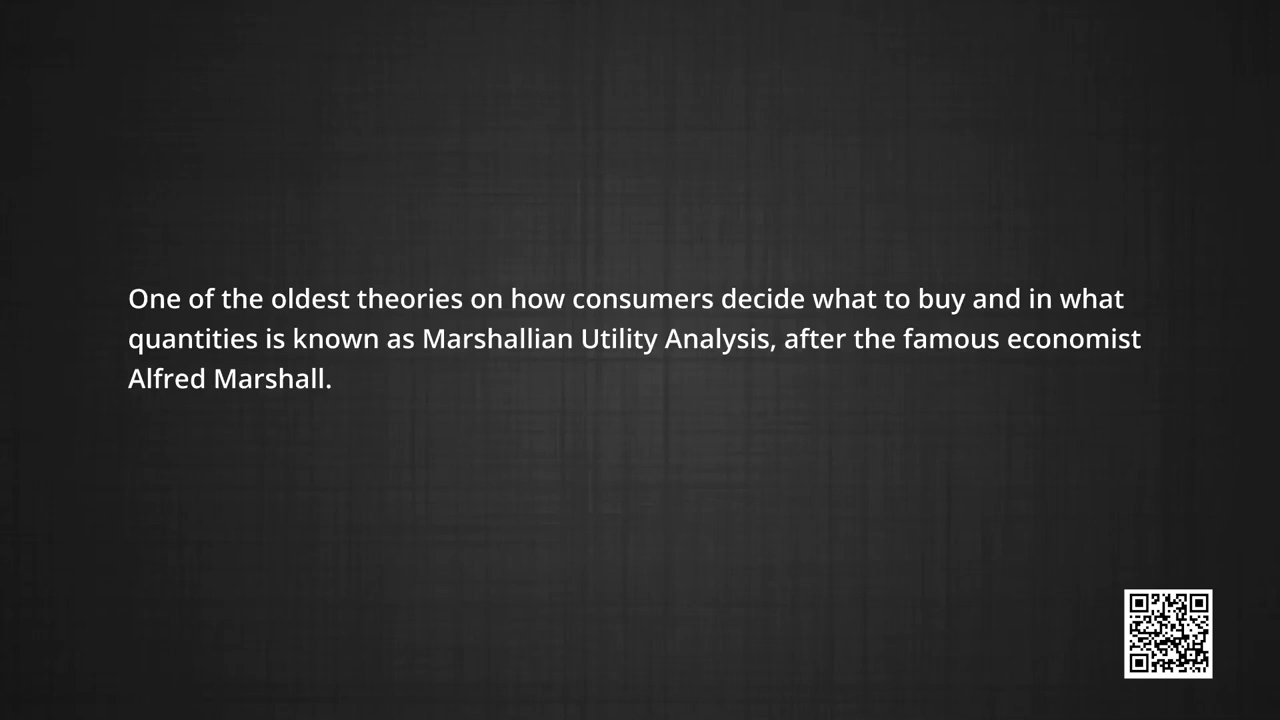 One of the oldest theories on how consumers decide what to buy and in what
quantities is known as Marshallian Utility Analysis, after the famous economist
Alfred Marshall.